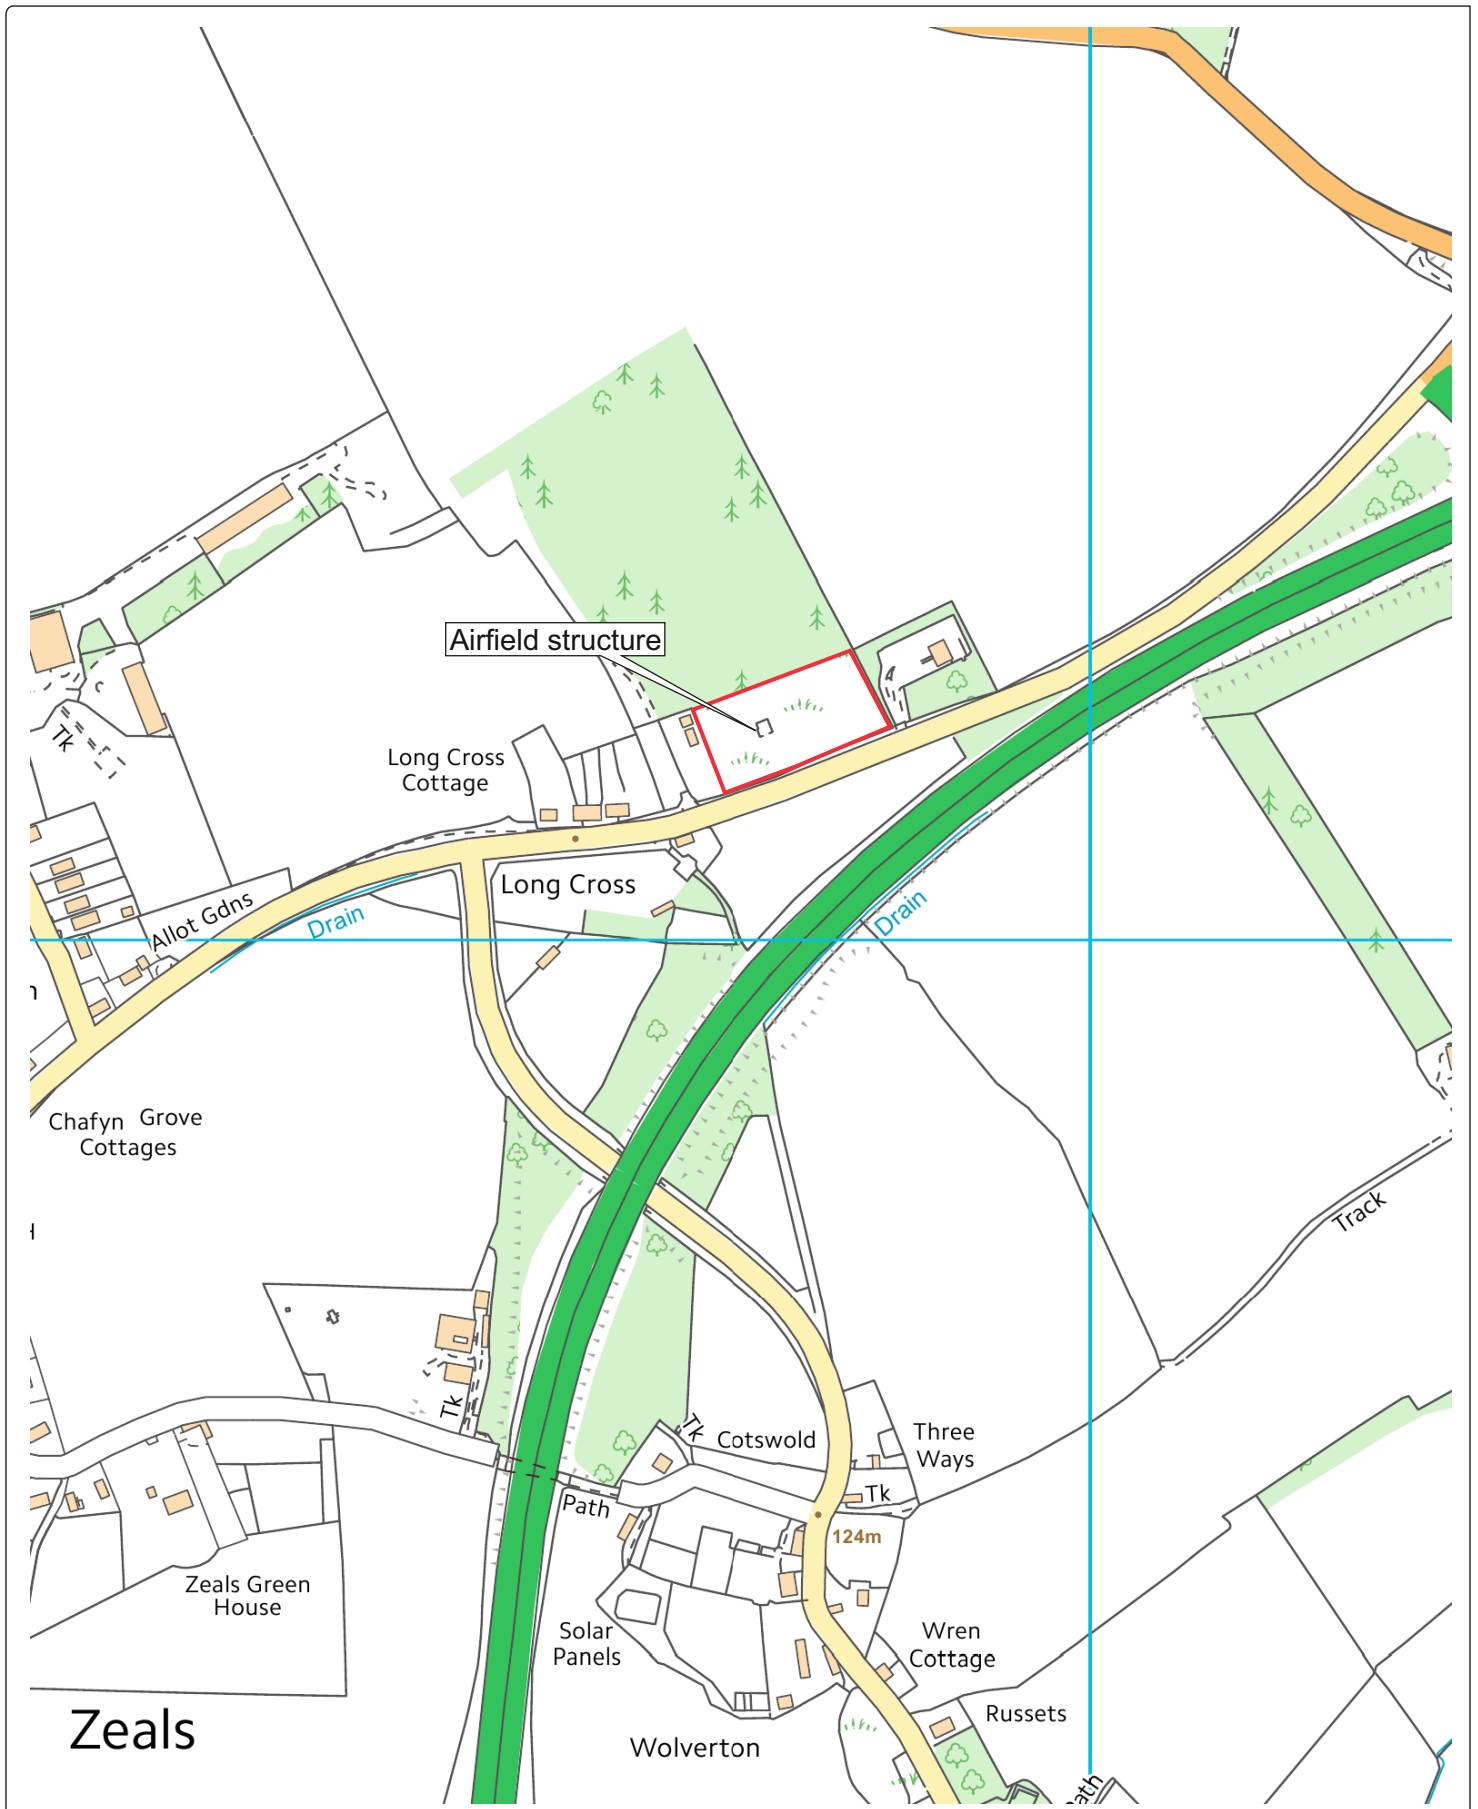 Airfield structure
Tk
Long Cross
Cottage
Long Cross
Allot Gdns
Drain
Drain
Chafyn Grove
Cottages
Track
Tk
Tk
Cotswold
Three
Ways
Path
Tk
124m
Zeals Green
House
Solar
Panels
Wren
Cottage
Zeals
Russets
Wolverton